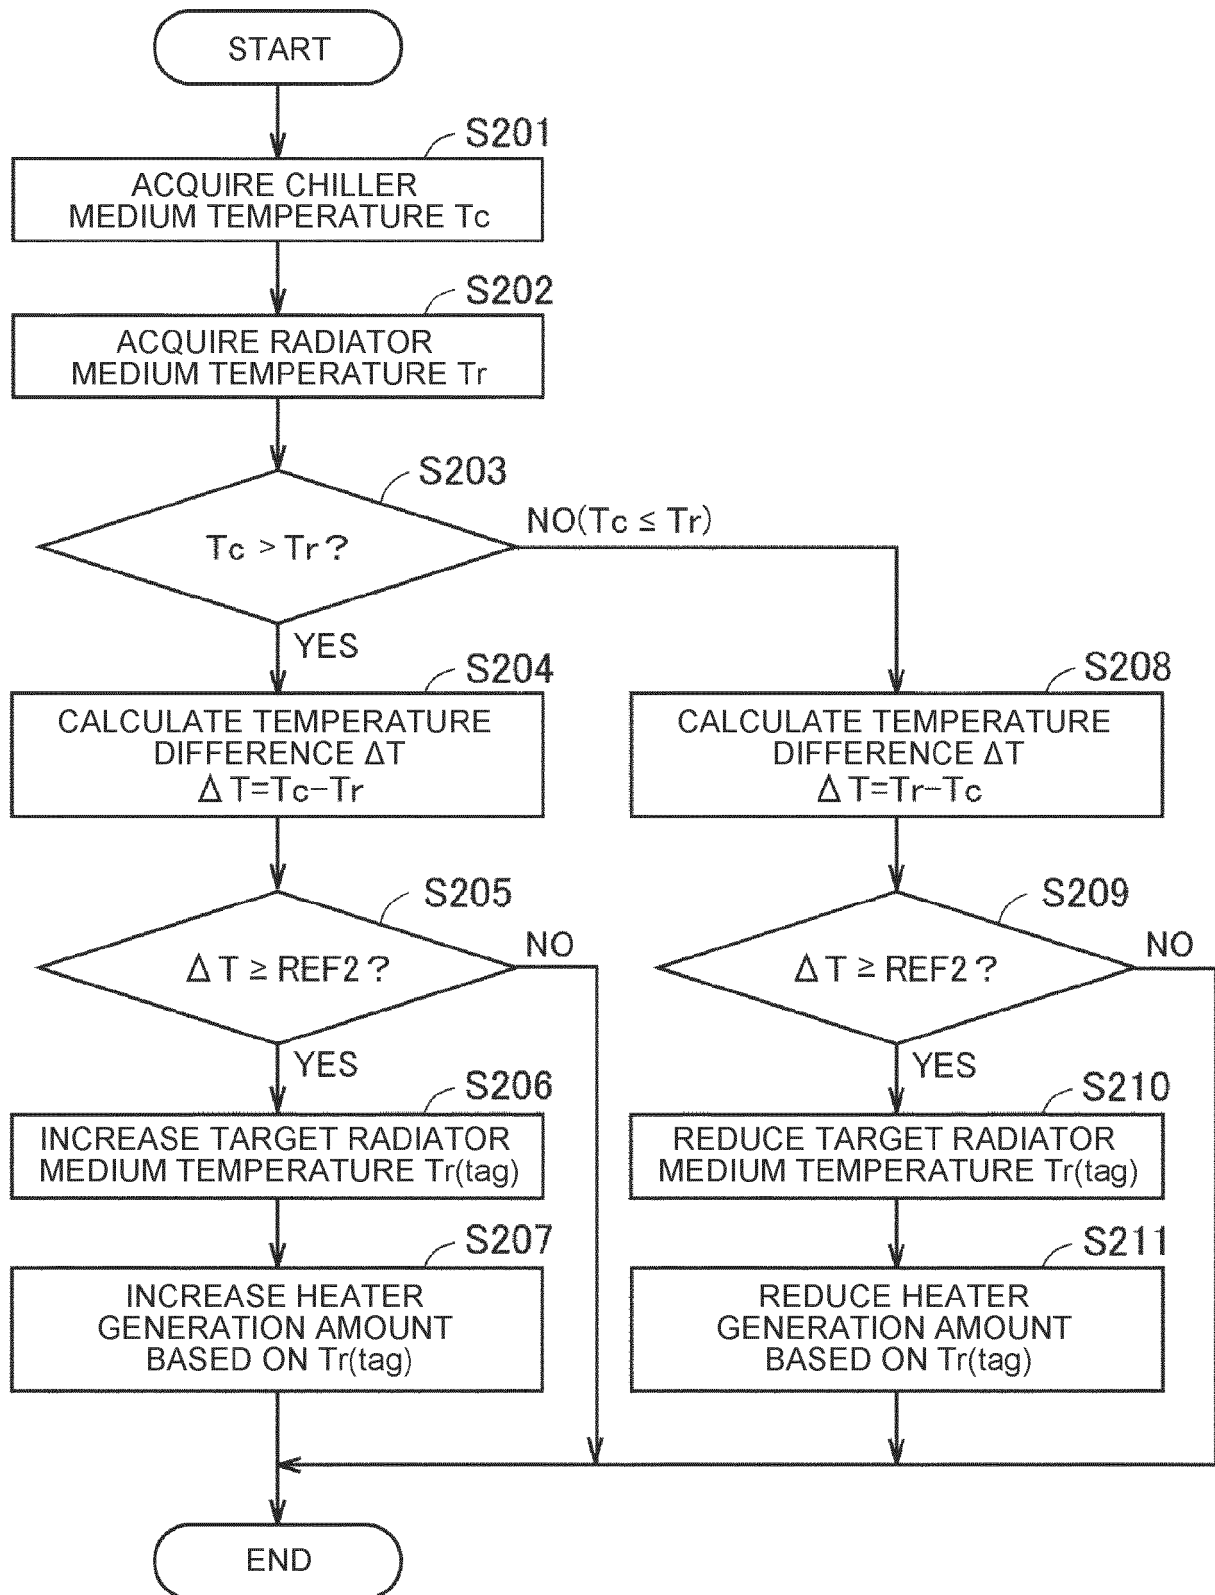 START
S201
ACQUIRE CHILLER
MEDIUM TEMPERATURE Tc
S202
ACQUIRE RADIATOR
MEDIUM TEMPERATURE Tr
S203
Tc > Tr ?
NO(Tc ≤ Tr)
YES
S204
CALCULATE TEMPERATURE
DIFFERENCE ΔT
ΔT=Tc-Tr
S205
ΔT ≥ REF2 ?
NO
YES
S206
INCREASE TARGET RADIATOR
MEDIUM TEMPERATURE Tr(tag)
S207
INCREASE HEATER
GENERATION AMOUNT
BASED ON Tr(tag)
S208
CALCULATE TEMPERATURE
DIFFERENCE ΔT
ΔT=Tr-Tc
S209
ΔT ≥ REF2 ?
NO
YES
S210
REDUCE TARGET RADIATOR
MEDIUM TEMPERATURE Tr(tag)
S211
REDUCE HEATER
GENERATION AMOUNT
BASED ON Tr(tag)
END